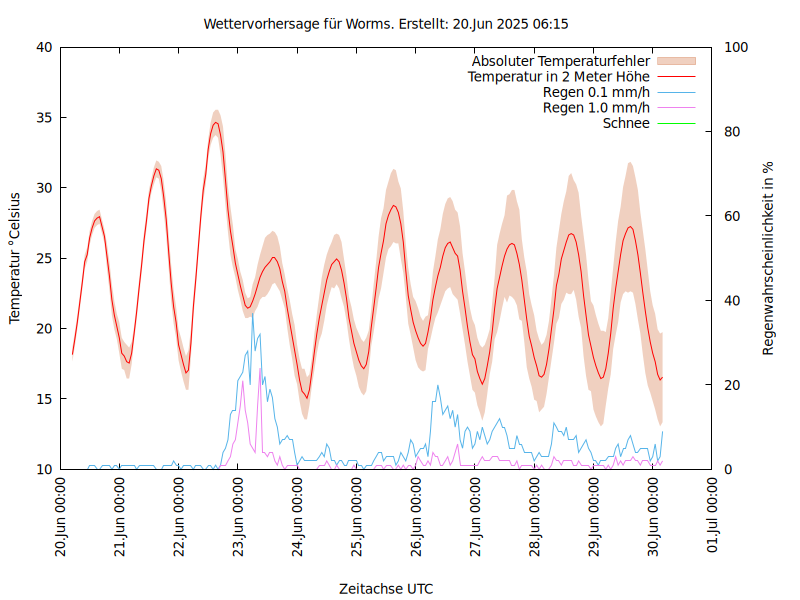 Wettervorhersage für Worms. Erstellt: 20.Jun 2025 06:15
Absoluter Temperaturfehler
Temperatur in 2 Meter Höhe
Regen 0.1 mm/h
Regen 1.0 mm/h
Schnee
Temperatur °Celsius
40
35
30
25
20
15
10
Regenwahrscheinlichkeit in %
100
80
60
40
20
0
20.Jun 00:00
21.Jun 00:00
22.Jun 00:00
23.Jun 00:00
24.Jun 00:00
25.Jun 00:00
26.Jun 00:00
27.Jun 00:00
28.Jun 00:00
29.Jun 00:00
30.Jun 00:00
01.Jul 00:00
Zeitachse UTC